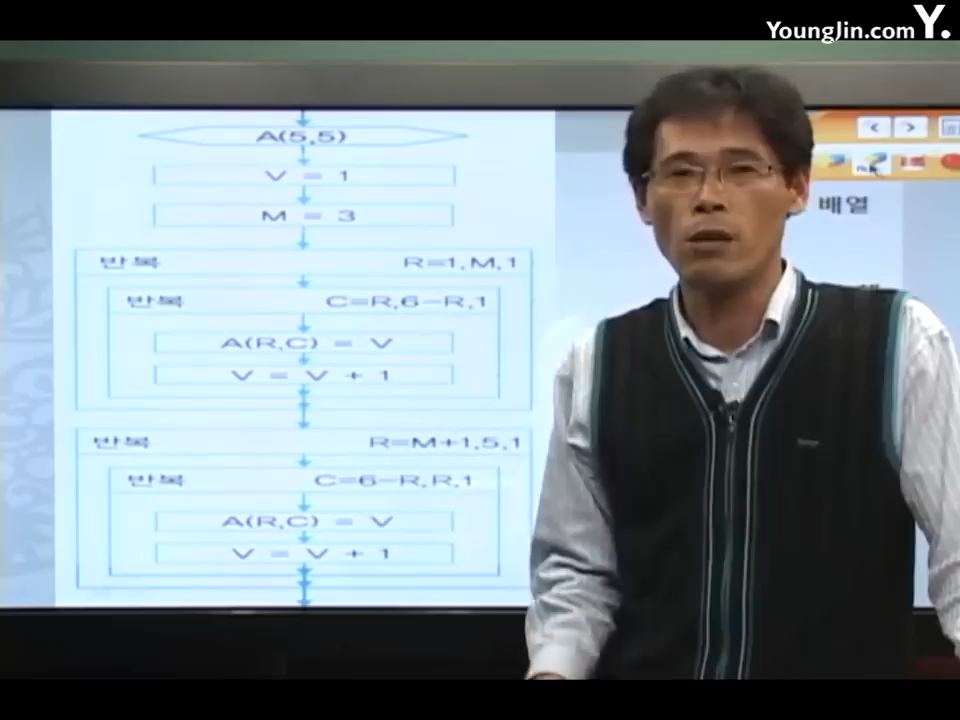 YoungJin.com Y.
A(5,5)
V = 1
M = 3
반복 R=1,M,1
반복 C=R,6-R,1
A(R,C) = V
V = V + 1
반복 R=M+1,5,1
반복 C=6-R,R,1
A(R,C) = V
V = V + 1
배열